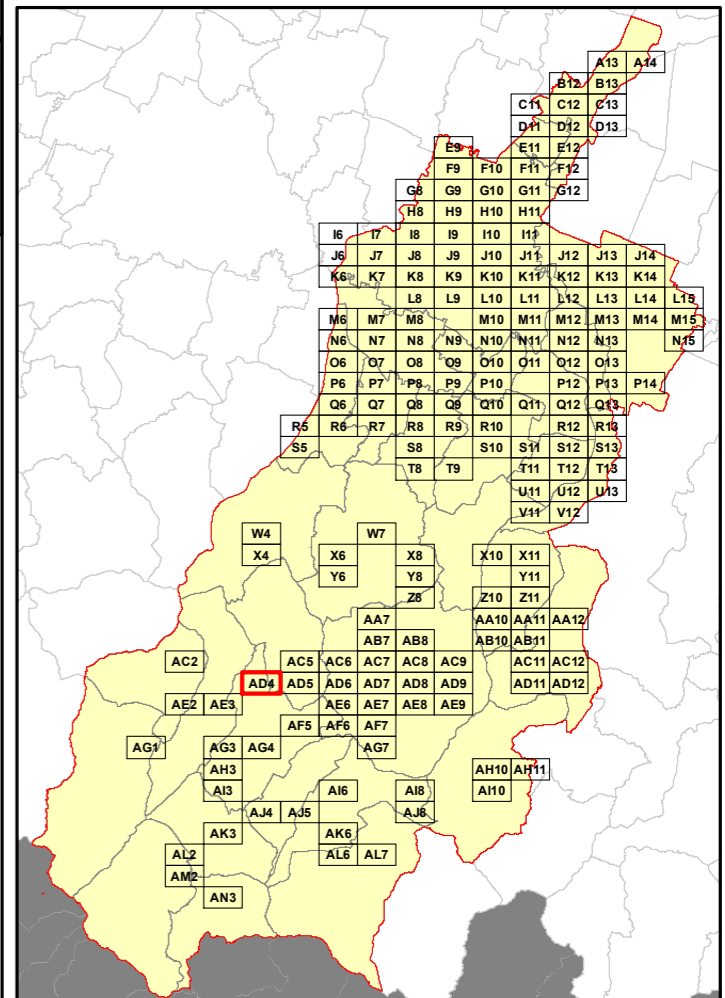 A13 A14
B12 B13
C11 C12 C13
D11 D12 D13
E9 E11 E12
F9 F10 F11 F12
G8 G9 G10 G11 G12
H8 H9 H10 H11
I6 I7 I8 I9 I10 I11
J6 J7 J8 J9 J10 J11 J12 J13 J14
K6 K7 K8 K9 K10 K11 K12 K13 K14
L8 L9 L10 L11 L12 L13 L14 L15
M6 M7 M8 M10 M11 M12 M13 M14 M15
N6 N7 N8 N9 N10 N11 N12 N13 N15
O6 O7 O8 O9 O10 O11 O12 O13
P6 P7 P8 P9 P10 P12 P13 P14
Q6 Q7 Q8 Q9 Q10 Q11 Q12 Q13
R5 R6 R7 R8 R9 R10 R12 R13
S5 S8 S10 S11 S12 S13
T8 T9 T11 T12 T13
U11 U12 U13
V11 V12
W4 W7
X4 X6 X8 X10 X11
Y6 Y8 Y11
Z8 Z10 Z11
AA7 AA10 AA11 AA12
AB7 AB8 AB10 AB11
AC2 AC5 AC6 AC7 AC8 AC9 AC11 AC12
AD4 AD5 AD6 AD7 AD8 AD9 AD11 AD12
AE2 AE3 AE6 AE7 AE8 AE9
AF5 AF6 AF7
AG1 AG3 AG4 AG7
AH3 AH10 AH11
AI3 AI6 AI8 AI10
AJ4 AJ5 AJ8
AK3 AK6
AL2 AL6 AL7
AM2
AN3